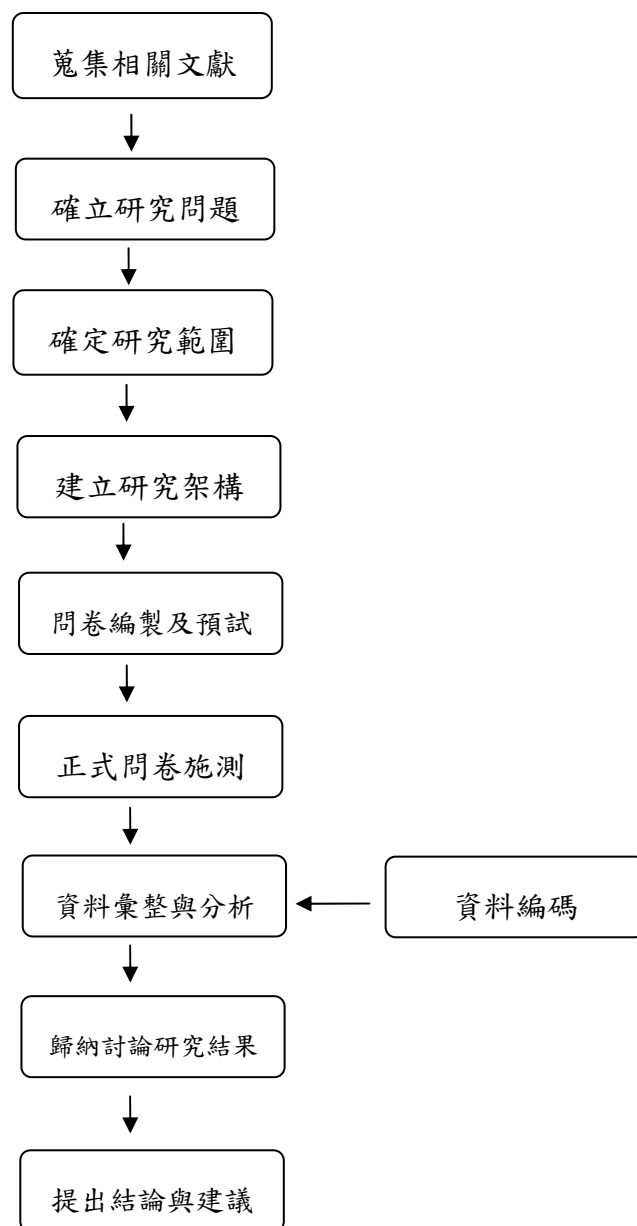 蒐集相關文獻
確立研究問題
確定研究範圍
建立研究架構
問卷編製及預試
正式問卷施測
資料彙整與分析
資料編碼
歸納討論研究結果
提出結論與建議